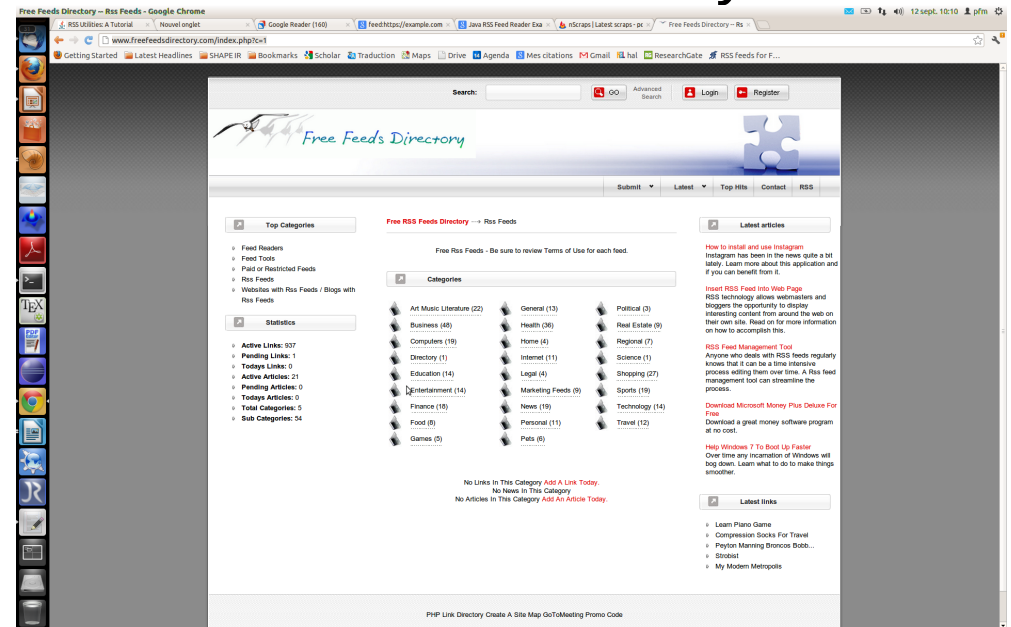 Free Feeds Directory -- Rss Feeds - Google Chrome
12 sept. 10:10 pfm
RSS Utilities: A Tutorial
Nouvel onglet
Google Reader (160)
feed:https://example.com
Java RSS Feed Reader Exa
nScraps | Latest scraps - po
Free Feeds Directory -- Rs
www.freefeedsdirectory.com/index.php?c=1
Getting Started Latest Headlines SHAPE IR Bookmarks Scholar Traduction Maps Drive Agenda Mes citations Gmail hal ResearchGate RSS feeds for F...
Search: GO Advanced Search Login Register
Free Feeds Directory
Submit Latest Top Hits Contact RSS
Top Categories
Feed Readers
Feed Tools
Paid or Restricted Feeds
Rss Feeds
Websites with Rss Feeds / Blogs with
Rss Feeds
Statistics
Active Links: 937
Pending Links: 1
Todays Links: 0
Active Articles: 21
Pending Articles: 0
Todays Articles: 0
Total Categories: 5
Sub Categories: 54
Free RSS Feeds Directory ---> Rss Feeds
Free Rss Feeds - Be sure to review Terms of Use for each feed.
Categories
Art Music Literature (22) General (13) Political (3)
Business (48) Health (36) Real Estate (9)
Computers (19) Home (4) Regional (7)
Directory (1) Internet (11) Science (1)
Education (14) Legal (4) Shopping (27)
Entertainment (14) Marketing Feeds (9) Sports (19)
Finance (18) News (19) Technology (14)
Food (8) Personal (11) Travel (12)
Games (5) Pets (6)
No Links In This Category Add A Link Today.
No News In This Category
No Articles In This Category Add An Article Today.
Latest articles
How to install and use Instagram
Instagram has been in the news quite a bit
lately. Learn more about this application and
if you can benefit from it.
Insert RSS Feed Into Web Page
RSS technology allows webmasters and
bloggers the opportunity to display
interesting content from around the web on
their own site. Read on for more information
on how to accomplish this.
RSS Feed Management Tool
Anyone who deals with RSS feeds regularly
knows that it can be a time intensive
process editing them over time. A Rss feed
management tool can streamline the
process.
Download Microsoft Money Plus Deluxe For
Free
Download a great money software program
at no cost.
Help Windows 7 To Boot Up Faster
Over time any incarnation of Windows will
bog down. Learn what to do to make things
smoother.
Latest links
Learn Piano Game
Compression Socks For Travel
Peyton Manning Broncos Bobb...
Strobist
My Modern Metropolis
PHP Link Directory Create A Site Map GoToMeeting Promo Code